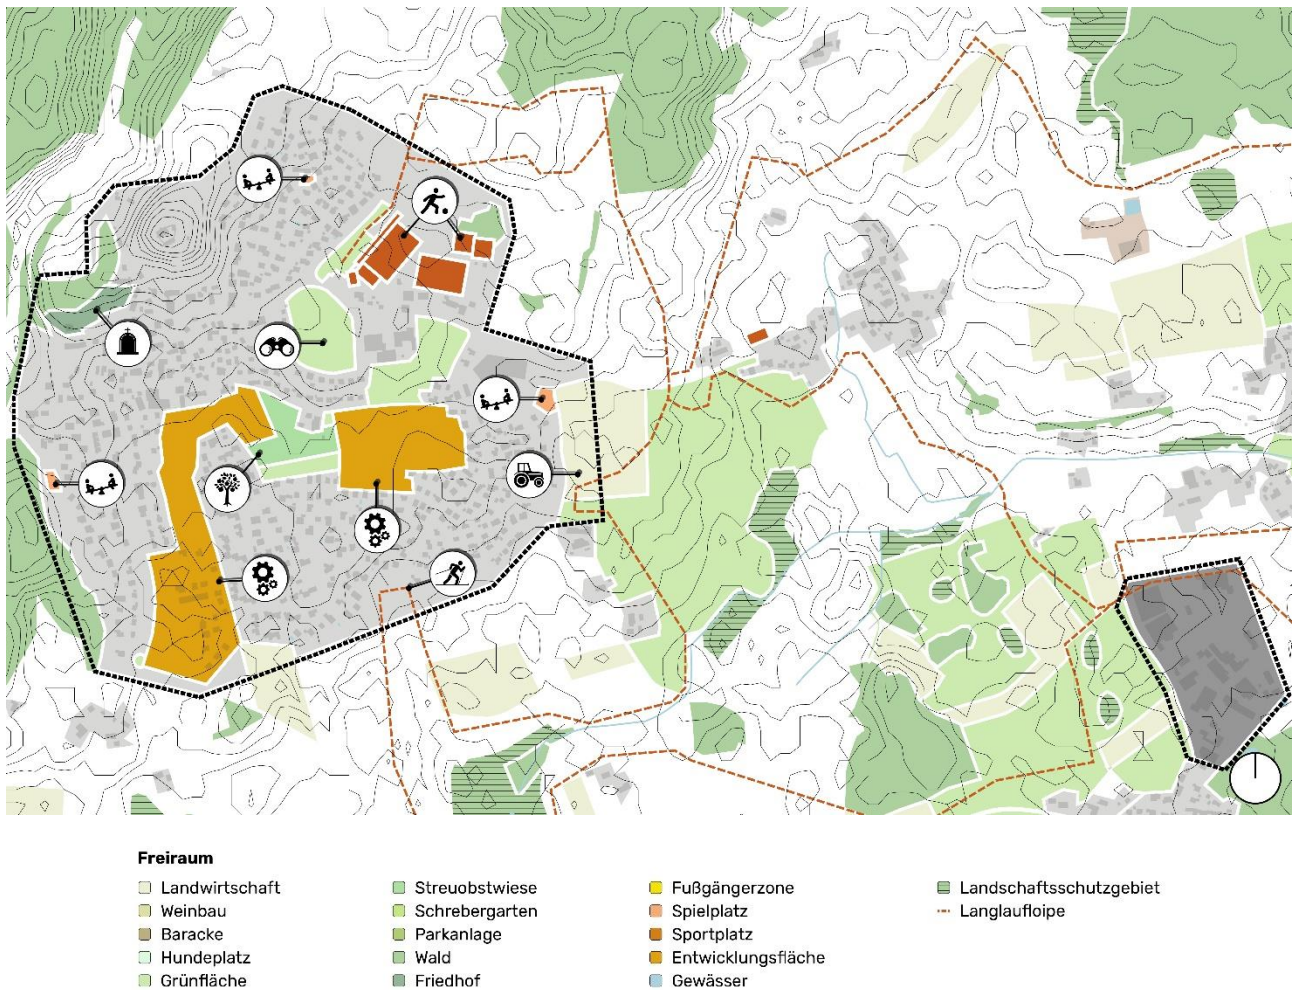 Freiraum
Landwirtschaft
Weinbau
Baracke
Hundeplatz
Grünfläche
Streuobstwiese
Schrebergarten
Parkanlage
Wald
Friedhof
Fußgängerzone
Spielplatz
Sportplatz
Entwicklungsfläche
Gewässer
Landschaftsschutzgebiet
Langlaufloipe